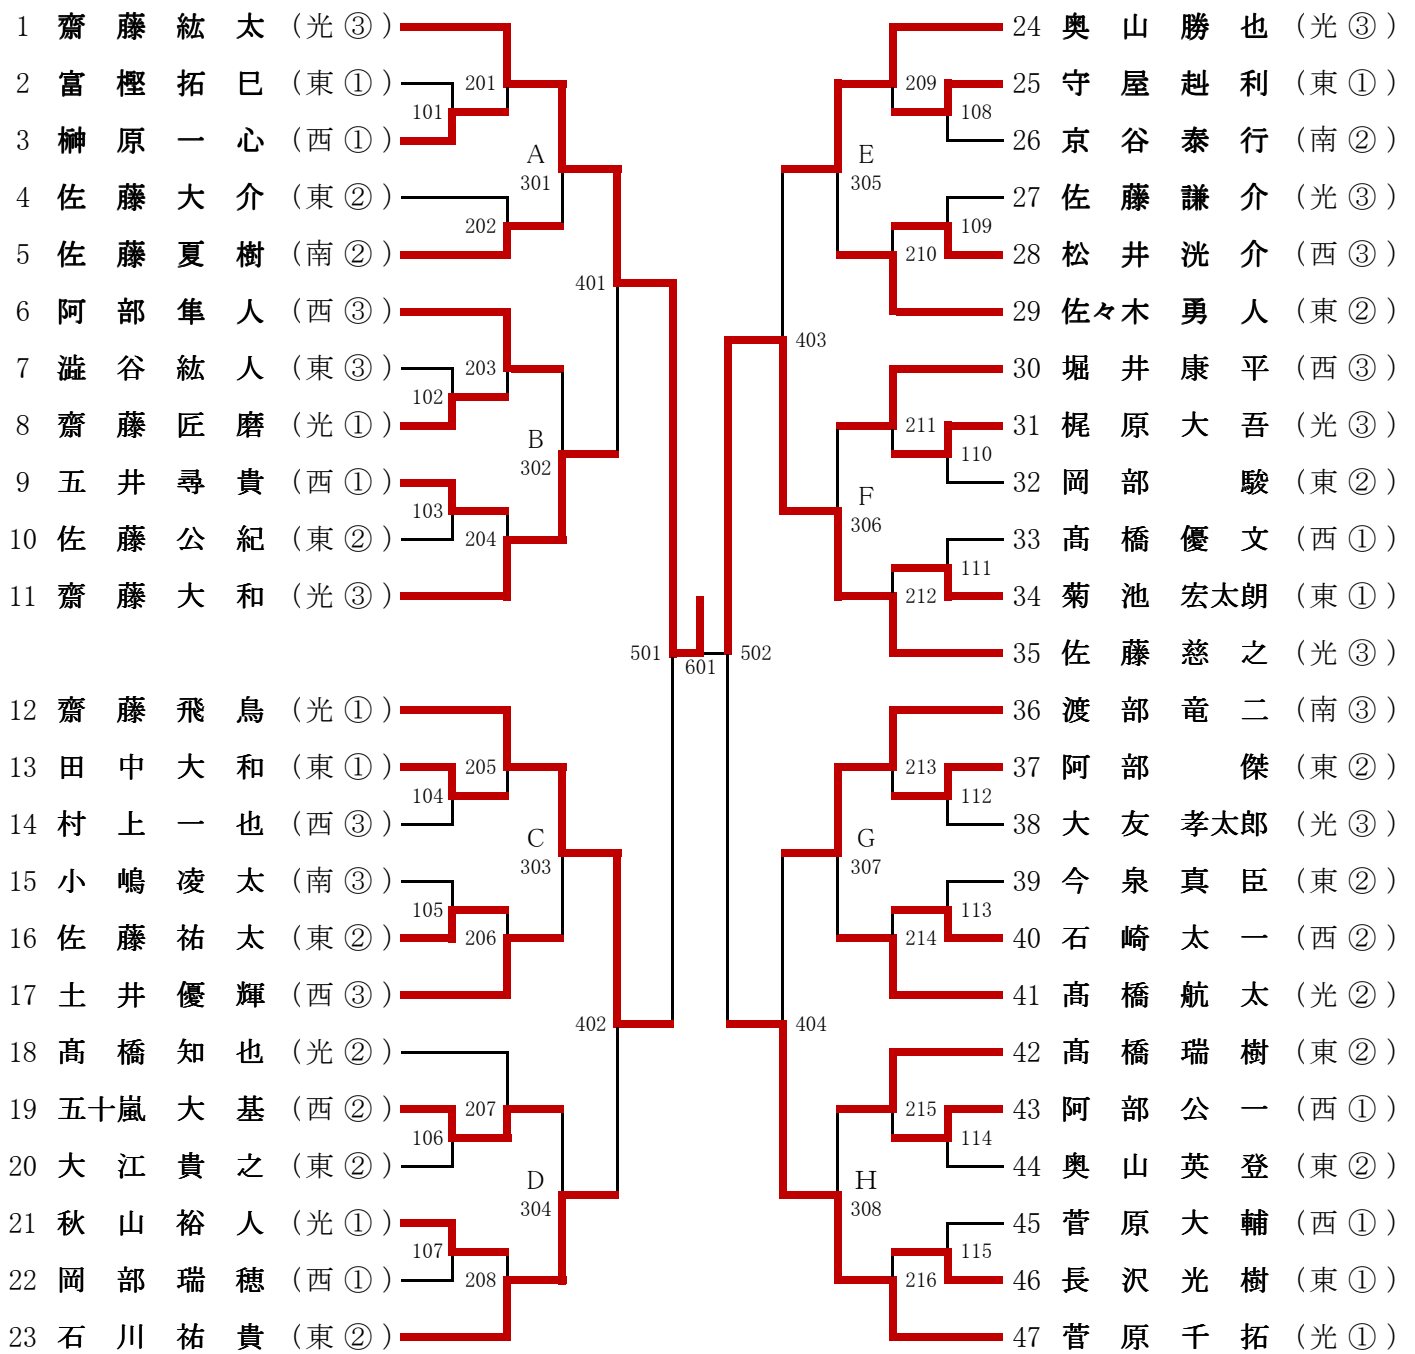 1 齋藤紘太 (光③)
2 富樫拓巳 (東①)
3 榊原一心 (西①)
4 佐藤大介 (東②)
5 佐藤夏樹 (南②)
6 阿部隼人 (西③)
7 澁谷紘人 (東③)
8 齋藤匠磨 (光①)
9 五井尋貴 (西①)
10 佐藤公紀 (東②)
11 齋藤大和 (光③)
12 齋藤飛鳥 (光①)
13 田中大和 (東①)
14 村上一也 (西③)
15 小嶋凌太 (南③)
16 佐藤祐太 (東②)
17 土井優輝 (西③)
18 髙橋知也 (光②)
19 五十嵐大基 (西②)
20 大江貴之 (東②)
21 秋山裕人 (光①)
22 岡部瑞穂 (西①)
23 石川祐貴 (東②)
101
102
103
104
105
106
107
201
202
203
204
205
206
207
208
A
301
B
302
C
303
D
304
401
402
501
601
502
403
404
E
305
F
306
G
307
H
308
209
210
211
212
213
214
215
216
108
109
110
111
112
113
114
115
24 奥山勝也 (光③)
25 守屋赳利 (東①)
26 京谷泰行 (南②)
27 佐藤謙介 (光③)
28 松井洸介 (西③)
29 佐々木勇人 (東②)
30 堀井康平 (西③)
31 梶原大吾 (光③)
32 岡部駿 (東②)
33 髙橋優文 (西①)
34 菊池宏太朗 (東①)
35 佐藤慈之 (光③)
36 渡部竜二 (南③)
37 阿部傑 (東②)
38 大友孝太郎 (光③)
39 今泉真臣 (東②)
40 石崎太一 (西②)
41 髙橋航太 (光②)
42 髙橋瑞樹 (東②)
43 阿部公一 (西①)
44 奥山英登 (東②)
45 菅原大輔 (西①)
46 長沢光樹 (東①)
47 菅原千拓 (光①)